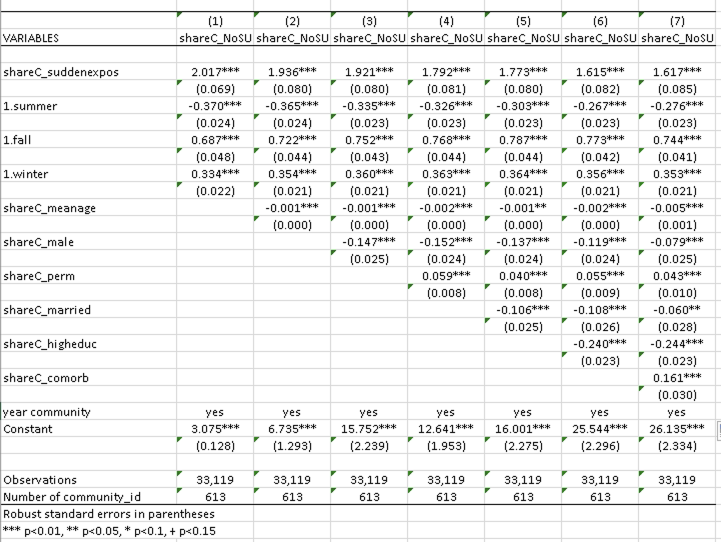 (1) (2) (3) (4) (5) (6) (7)
VARIABLES shareC_NoSU shareC_NoSU shareC_NoSU shareC_NoSU shareC_NoSU shareC_NoSU shareC_NoSU
shareC_suddenexpos 2.017*** 1.936*** 1.921*** 1.792*** 1.773*** 1.615*** 1.617***
(0.069) (0.080) (0.080) (0.081) (0.080) (0.082) (0.085)
1.summer -0.370*** -0.365*** -0.335*** -0.326*** -0.303*** -0.267*** -0.276***
(0.024) (0.024) (0.023) (0.023) (0.023) (0.023) (0.023)
1.fall 0.687*** 0.722*** 0.752*** 0.768*** 0.787*** 0.773*** 0.744***
(0.048) (0.044) (0.043) (0.044) (0.044) (0.042) (0.041)
1.winter 0.334*** 0.354*** 0.360*** 0.363*** 0.364*** 0.356*** 0.353***
(0.022) (0.021) (0.021) (0.021) (0.021) (0.021) (0.021)
shareC_meanage -0.001*** -0.001*** -0.002*** -0.001** -0.002*** -0.005***
(0.000) (0.000) (0.000) (0.000) (0.000) (0.001)
shareC_male -0.147*** -0.152*** -0.137*** -0.119*** -0.079***
(0.025) (0.024) (0.024) (0.024) (0.025)
shareC_perm 0.059*** 0.040*** 0.055*** 0.043***
(0.008) (0.008) (0.009) (0.010)
shareC_married -0.106*** -0.108*** -0.060**
(0.025) (0.026) (0.028)
shareC_higheduc -0.240*** -0.244***
(0.023) (0.023)
shareC_comorb 0.161***
(0.030)
year community yes yes yes yes yes yes yes
Constant 3.075*** 6.735*** 15.752*** 12.641*** 16.001*** 25.544*** 26.135***
(0.128) (1.293) (2.239) (1.953) (2.275) (2.296) (2.334)
Observations 33,119 33,119 33,119 33,119 33,119 33,119 33,119
Number of community_id 613 613 613 613 613 613 613
Robust standard errors in parentheses
*** p<0.01, ** p<0.05, * p<0.1, + p<0.15